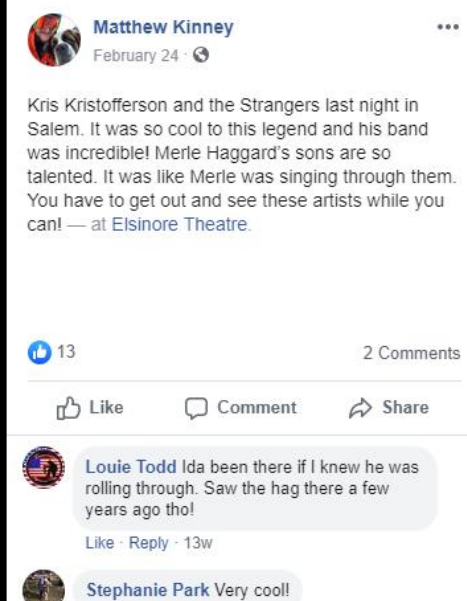 Matthew Kinney
February 24 ·
Kris Kristofferson and the Strangers last night in
Salem. It was so cool to this legend and his band
was incredible! Merle Haggard's sons are so
talented. It was like Merle was singing through them.
You have to get out and see these artists while you
can! — at Elsinore Theatre.
13
2 Comments
Like Comment Share
Louie Todd Ida been there if I knew he was
rolling through. Saw the hag there a few
years ago tho!
Like · Reply · 13w
Stephanie Park Very cool!